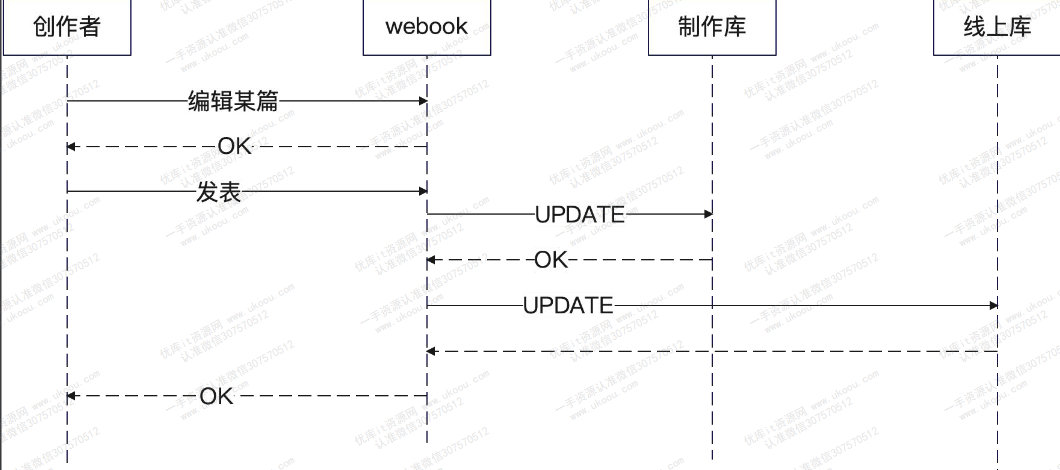 创作者
webook
制作库
线上库
编辑某篇
OK
发表
UPDATE
OK
UPDATE
OK
优库it资源网 www.ukoou.com
一手资源认准微信307570512